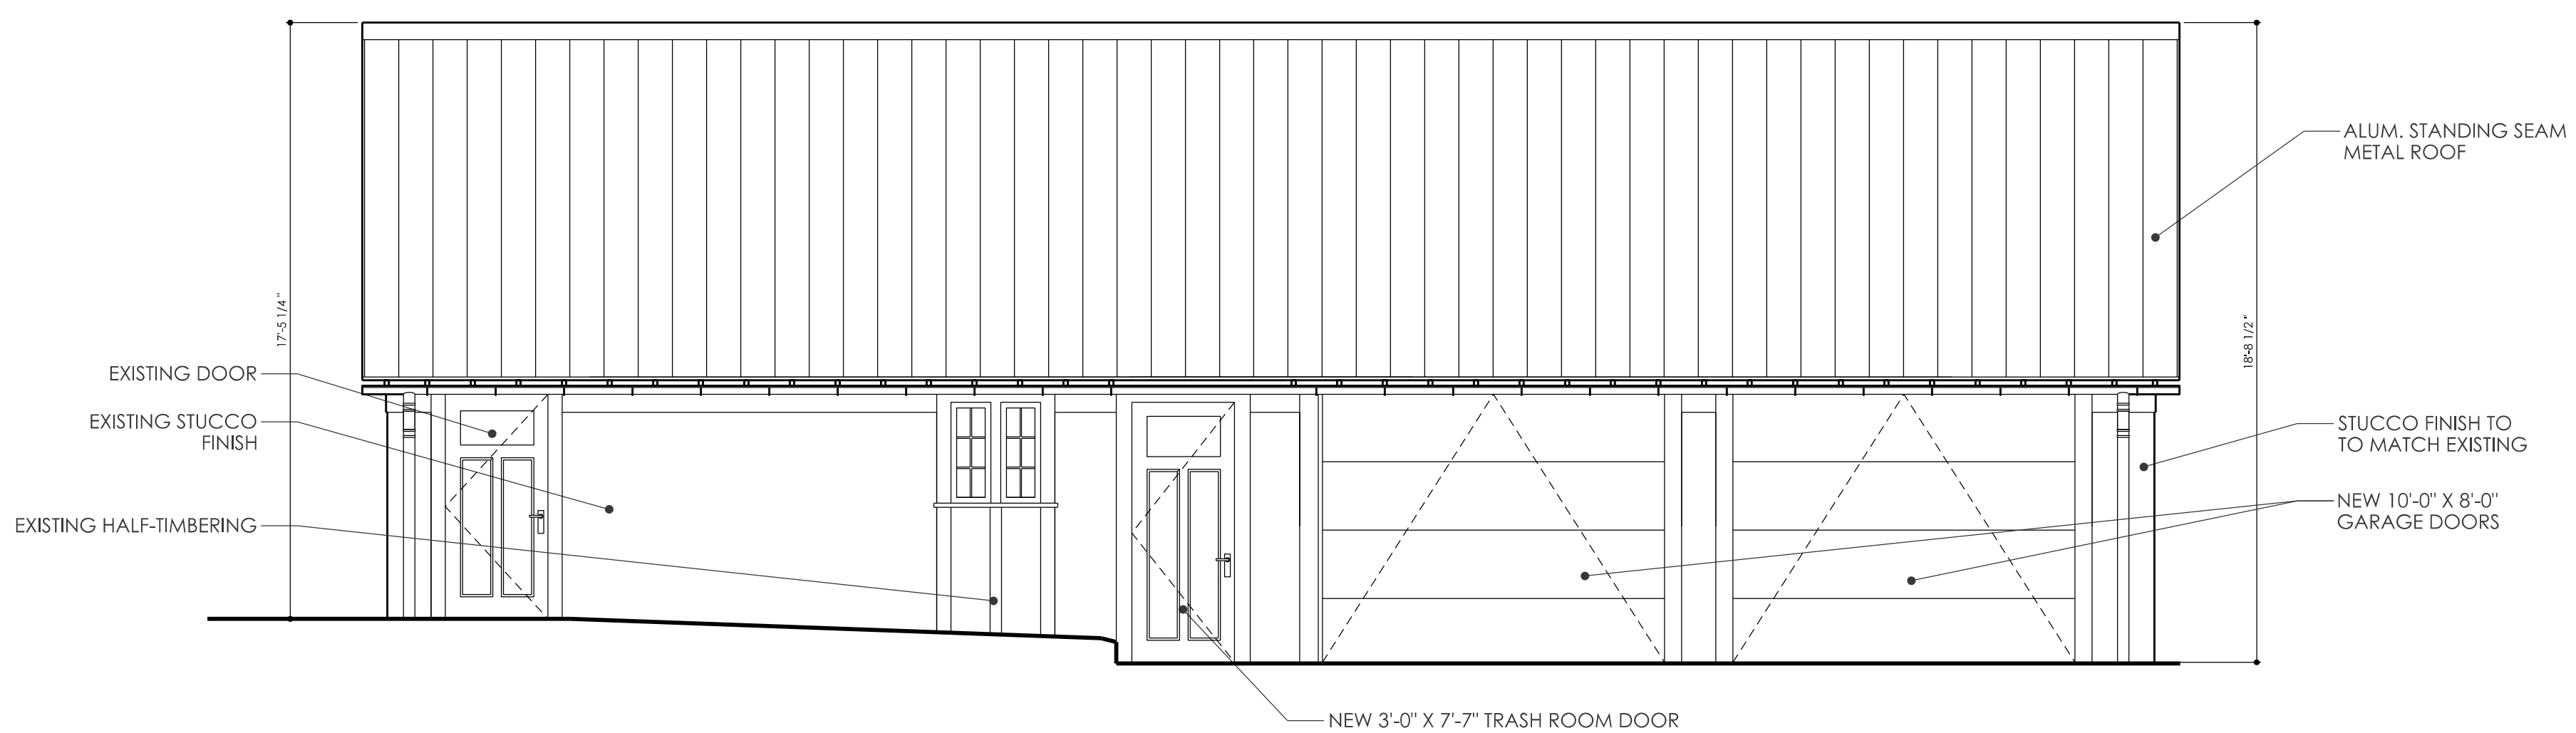 ALUM. STANDING SEAM
METAL ROOF
17'-5 1/4"
18'-8 1/2"
EXISTING DOOR
EXISTING STUCCO
FINISH
EXISTING HALF-TIMBERING
STUCCO FINISH TO
TO MATCH EXISTING
NEW 10'-0" X 8'-0"
GARAGE DOORS
NEW 3'-0" X 7'-7" TRASH ROOM DOOR